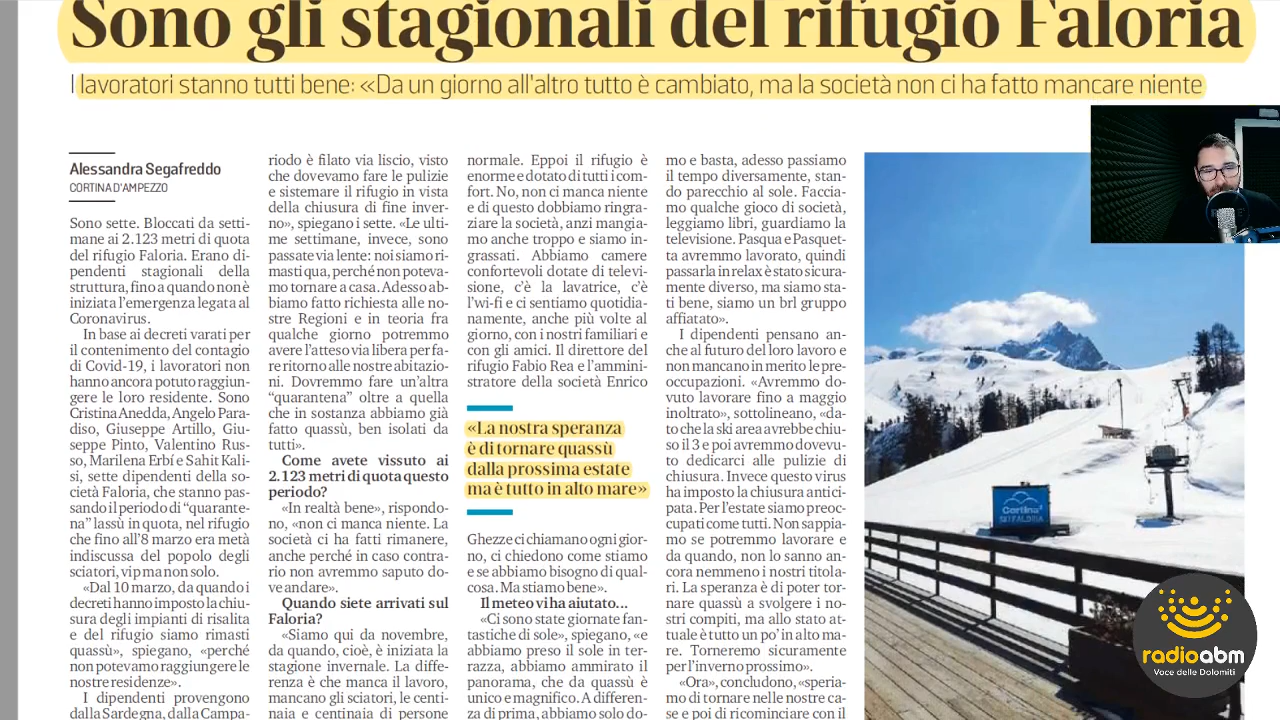 Sono gli stagionali del rifugio Faloria
I lavoratori stanno tutti bene: «Da un giorno all'altro tutto è cambiato, ma la società non ci ha fatto mancare niente
Alessandra Segafreddo
CORTINA D'AMPEZZO
Sono sette. Bloccati da setti-
mane ai 2.123 metri di quota
del rifugio Faloria. Erano di-
pendenti stagionali della
struttura, fino a quando non è
iniziata l'emergenza legata al
Coronavirus.
In base ai decreti varati per
il contenimento del contagio
di Covid-19, i lavoratori non
hanno ancora potuto raggiun-
gere le loro residente. Sono
Cristina Anedda, Angelo Para-
diso, Giuseppe Artillo, Giu-
seppe Pinto, Valentino Rus-
so, Marilena Erbí e Sahit Kali-
si, sette dipendenti della so-
cietà Faloria, che stanno pas-
sando il periodo di “quarante-
na” lassù in quota, nel rifugio
che fino all'8 marzo era metà
indiscussa del popolo degli
sciatori, vip ma non solo.
«Dal 10 marzo, da quando i
decreti hanno imposto la chiu-
sura degli impianti di risalita
e del rifugio siamo rimasti
quassù», spiegano, «perché
non potevamo raggiungere le
nostre residenze».
I dipendenti provengono
dalla Sardegna, dalla Campa-
riodo è filato via liscio, visto
che dovevamo fare le pulizie
e sistemare il rifugio in vista
della chiusura di fine inver-
no», spiegano i sette. «Le ulti-
me settimane, invece, sono
passate via lente: noi siamo ri-
masti qua, perché non poteva-
mo tornare a casa. Adesso ab-
biamo fatto richiesta alle no-
stre Regioni e in teoria fra
qualche giorno potremmo
avere l'atteso via libera per fa-
re ritorno alle nostre abitazio-
ni. Dovremmo fare un'altra
“quarantena” oltre a quella
che in sostanza abbiamo già
fatto quassù, ben isolati da
tutti».
Come avete vissuto ai
2.123 metri di quota questo
periodo?
«In realtà bene», rispondo-
no, «non ci manca niente. La
società ci ha fatti rimanere,
anche perché in caso contra-
rio non avremmo saputo do-
ve andare».
Quando siete arrivati sul
Faloria?
«Siamo qui da novembre,
da quando, cioè, è iniziata la
stagione invernale. La diffe-
renza è che manca il lavoro,
mancano gli sciatori, le centi-
naia e centinaia di persone
normale. Eppoi il rifugio è
enorme e dotato di tutti i com-
fort. No, non ci manca niente
e di questo dobbiamo ringra-
ziare la società, anzi mangia-
mo anche troppo e siamo in-
grassati. Abbiamo camere
confortevoli dotate di televi-
sione, c'è la lavatrice, c'è
l'wi-fi e ci sentiamo quotidia-
namente, anche più volte al
giorno, con i nostri familiari e
con gli amici. Il direttore del
rifugio Fabio Rea e l'ammini-
stratore della società Enrico
«La nostra speranza
è di tornare quassù
dalla prossima estate
ma è tutto in alto mare»
Ghezze ci chiamano ogni gior-
no, ci chiedono come stiamo
e se abbiamo bisogno di qual-
cosa. Ma stiamo bene».
Il meteo vi ha aiutato...
«Ci sono state giornate fan-
tastiche di sole», spiegano, «e
abbiamo preso il sole in ter-
razza, abbiamo ammirato il
panorama, che da quassù è
unico e magnifico. A differen-
za di prima, abbiamo solo do-
mo e basta, adesso passiamo
il tempo diversamente, stan-
do parecchio al sole. Faccia-
mo qualche gioco di società,
leggiamo libri, guardiamo la
televisione. Pasqua e Pasquet-
ta avremmo lavorato, quindi
passarla in relax è stato sicura-
mente diverso, ma siamo sta-
ti bene, siamo un brl gruppo
affiatato».
I dipendenti pensano an-
che al futuro del loro lavoro e
non mancano in merito le pre-
occupazioni. «Avremmo do-
vuto lavorare fino a maggio
inoltrato», sottolineano, «da-
to che la ski area avrebbe chiu-
so il 3 e poi avremmo dovevu-
to dedicarci alle pulizie di
chiusura. Invece questo virus
ha imposto la chiusura antici-
pata. Per l'estate siamo preoc-
cupati come tutti. Non sappia-
mo se potremmo lavorare e
da quando, non lo sanno an-
cora nemmeno i nostri titola-
ri. La speranza è di poter tor-
nare quassù a svolgere i no-
stri compiti, ma allo stato at-
tuale è tutto un po' in alto ma-
re. Torneremo sicuramente
per l'inverno prossimo».
«Ora», concludono, «speria-
mo di tornare nelle nostre ca-
se e poi di ricominciare con il
Cortina
radioabm
Voce delle Dolomiti